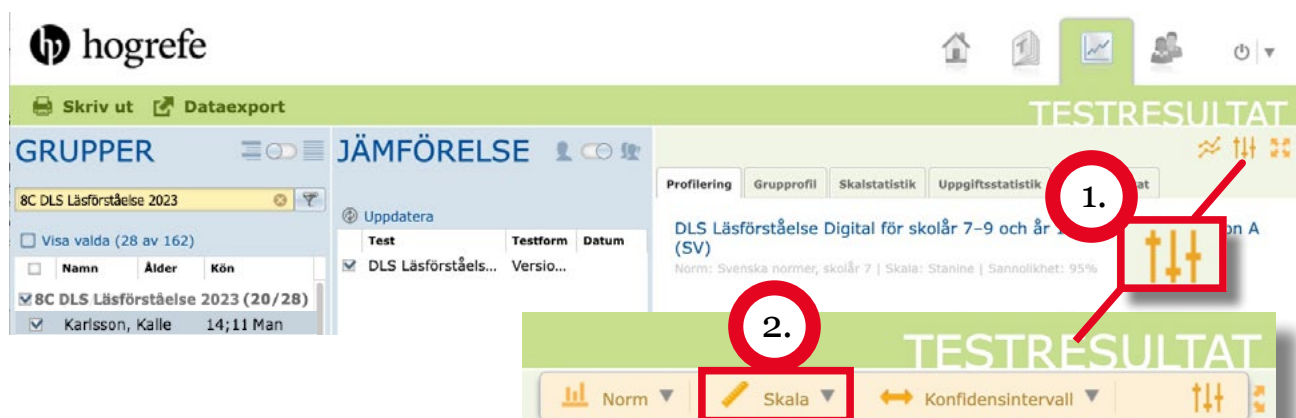 hogrefe
Skriv ut Dataexport
TESTRESULTAT
GRUPPER
JÄMFÖRELSE
8C DLS Läsförståelse 2023
Visa valda (28 av 162)
Namn Ålder Kön
8C DLS Läsförståelse 2023 (20/28)
Karlsson, Kalle 14;11 Man
Uppdatera
Test Testform Datum
DLS Läsförståels... Versio...
Profilering Grupprofil Skalstatistik Uppgiftsstatistik at
DLS Läsförståelse Digital för skolår 7–9 och år 1 on A
(SV)
Norm: Svenska normer, skolår 7 | Skala: Stanine | Sannolikhet: 95%
1.
2.
TESTRESULTAT
Norm Skala Konfidensintervall